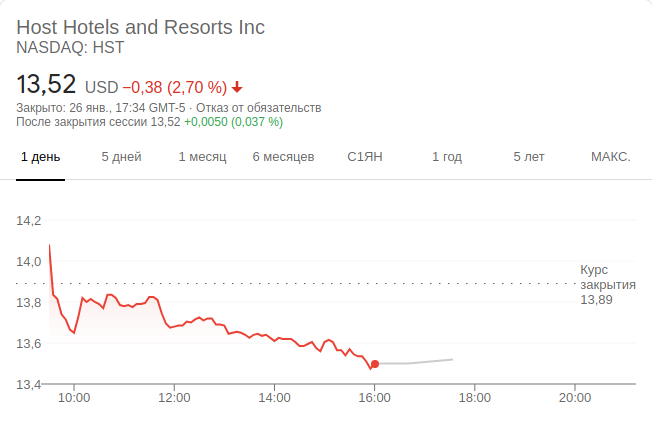 Host Hotels and Resorts Inc
NASDAQ: HST
13,52 USD −0,38 (2,70 %)
Закрыто: 26 янв., 17:34 GMT-5 · Отказ от обязательств
После закрытия сессии 13,52 +0,0050 (0,037 %)
1 день 5 дней 1 месяц 6 месяцев С1ЯН 1 год 5 лет МАКС.
14,2
14,0
Курс
закрытия
13,89
13,8
13,6
13,4
10:00 12:00 14:00 16:00 18:00 20:00